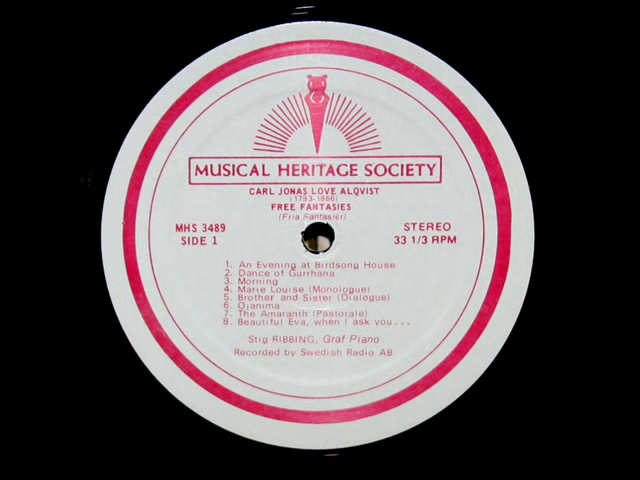 MUSICAL HERITAGE SOCIETY
CARL JONAS LOVE ALQVIST
(1793-1866)
FREE FANTASIES
(Fria Fantasier)
MHS 3489
SIDE 1
STEREO
33 1/3 RPM
1. An Evening at Birdsong House
2. Dance of Gurrhana
3. Morning
4. Marie Louise (Monologue)
5. Brother and Sister (Dialogue)
6. Ojanima
7. The Amaranth (Pastorale)
8. Beautiful Eva, when I ask you...
Stig RIBBING, Graf Piano
Recorded by Swedish Radio AB